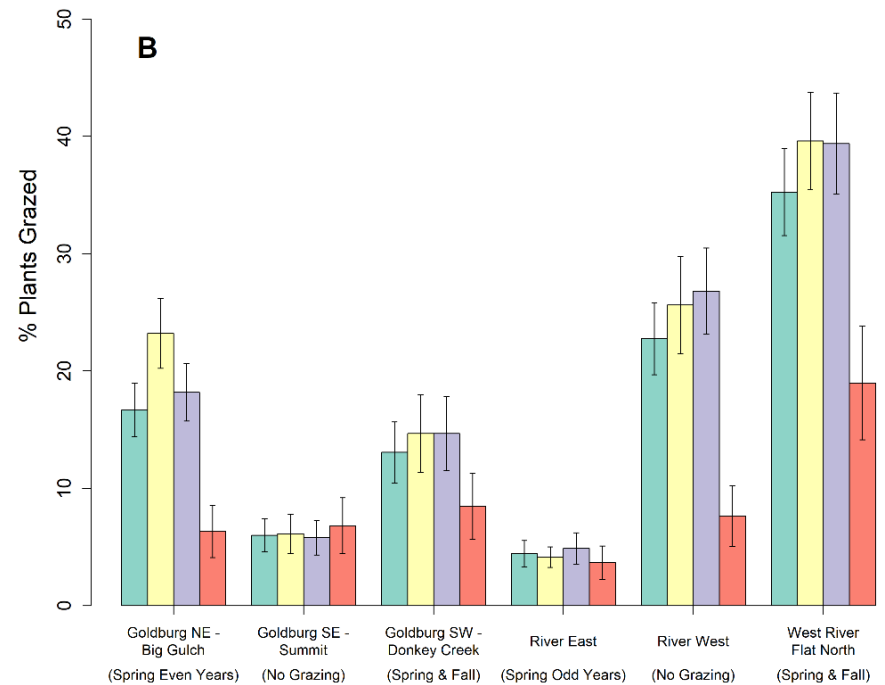 B
% Plants Grazed
50
40
30
20
10
0
Goldburg NE -
Big Gulch
(Spring Even Years)
Goldburg SE -
Summit
(No Grazing)
Goldburg SW -
Donkey Creek
(Spring & Fall)
River East
(Spring Odd Years)
River West
(No Grazing)
West River
Flat North
(Spring & Fall)